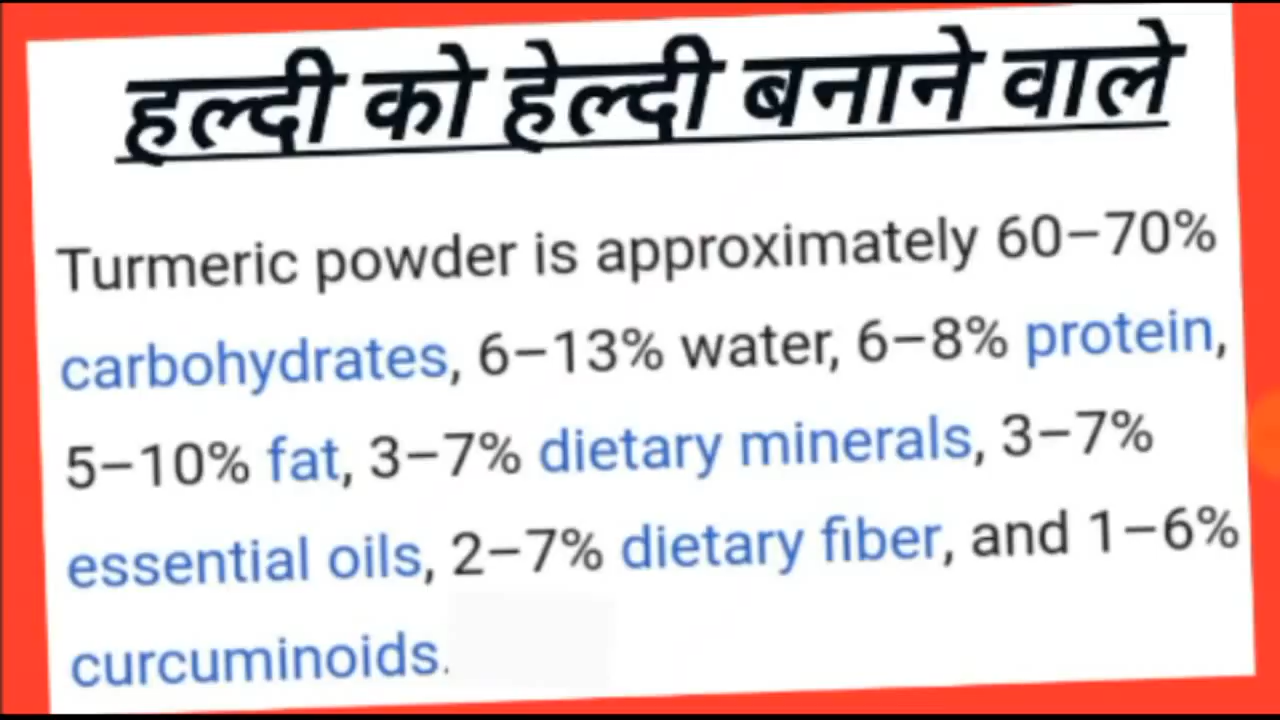 हल्दी को हेल्दी बनाने वाले
Turmeric powder is approximately 60–70%
carbohydrates, 6–13% water, 6–8% protein,
5–10% fat, 3–7% dietary minerals, 3–7%
essential oils, 2–7% dietary fiber, and 1–6%
curcuminoids.